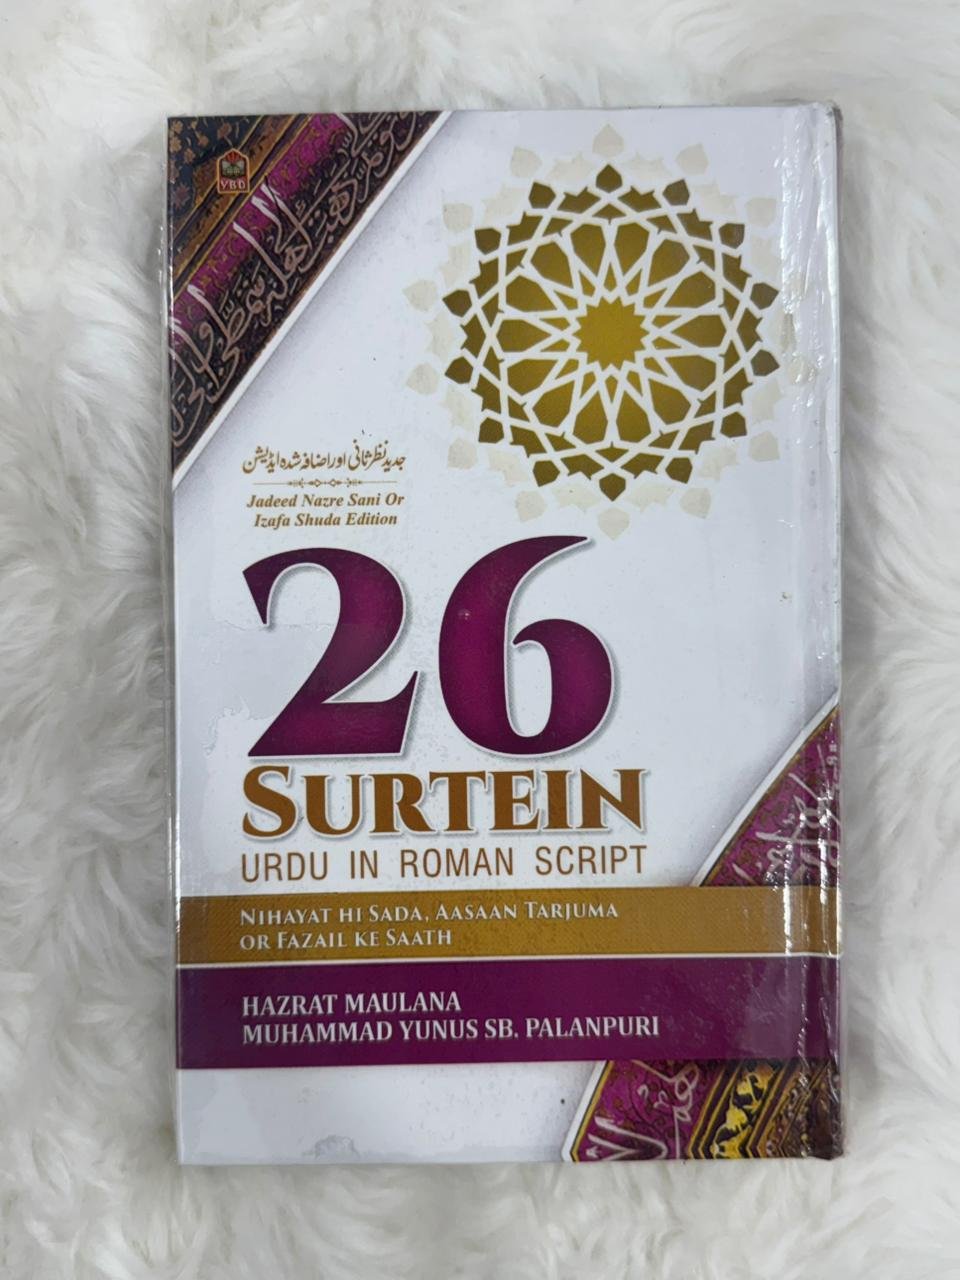 YBD
جدید نظر ثانی اور اضافہ شدہ ایڈیشن
Jadeed Nazre Sani Or
Izafa Shuda Edition
26
SURTEIN
URDU IN ROMAN SCRIPT
NIHAYAT HI SADA, AASAAN TARJUMA
OR FAZAIL KE SAATH
HAZRAT MAULANA
MUHAMMAD YUNUS SB. PALANPURI